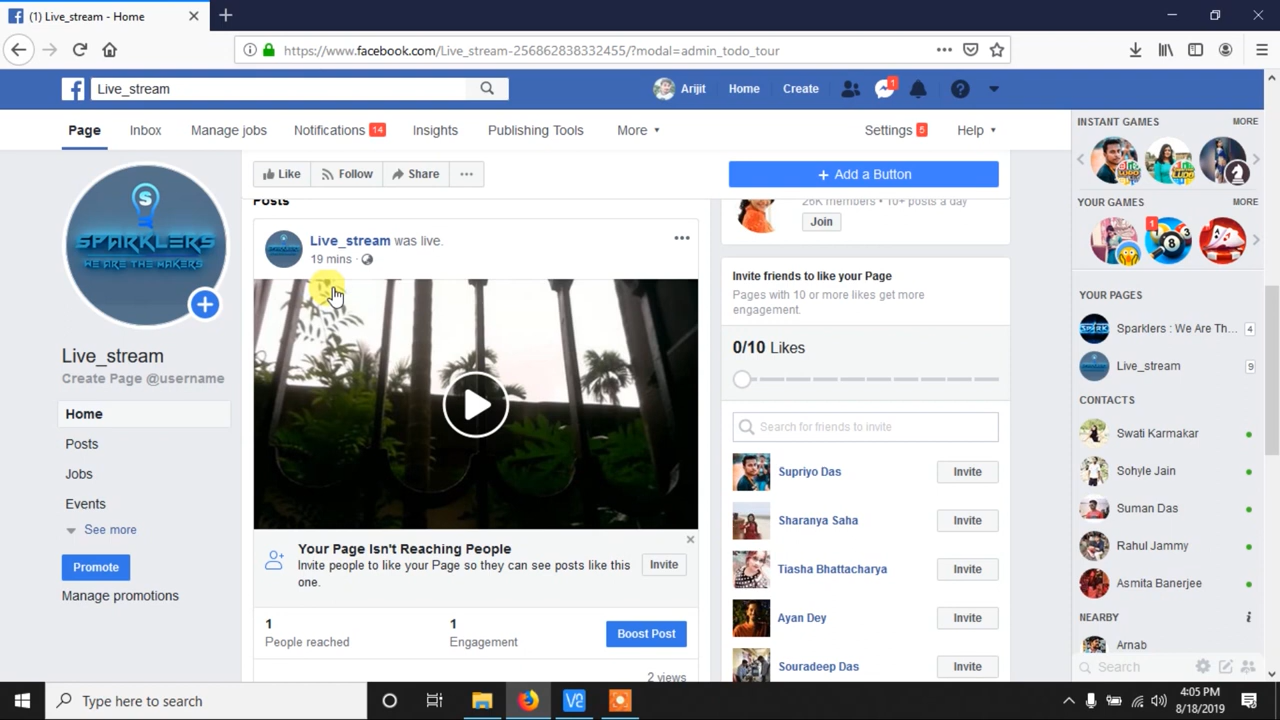 (1) Live_stream - Home
https://www.facebook.com/Live_stream-256862838332455/?modal=admin_todo_tour
Live_stream
Arijit
Home
Create
1
Page
Inbox
Manage jobs
Notifications 14
Insights
Publishing Tools
More
Settings 5
Help
SPARKLERS
WE ARE THE MAKERS
Live_stream
Create Page @username
Home
Posts
Jobs
Events
See more
Promote
Manage promotions
Like
Follow
Share
+ Add a Button
Posts
Live_stream was live.
19 mins
Your Page Isn't Reaching People
Invite people to like your Page so they can see posts like this
one.
Invite
1
People reached
1
Engagement
Boost Post
2 views
26K members • 10+ posts a day
Join
Invite friends to like your Page
Pages with 10 or more likes get more
engagement.
0/10 Likes
Search for friends to invite
Supriyo Das
Invite
Sharanya Saha
Invite
Tiasha Bhattacharya
Invite
Ayan Dey
Invite
Souradeep Das
Invite
INSTANT GAMES
MORE
YOUR GAMES
MORE
1
YOUR PAGES
Sparklers : We Are Th...
4
Live_stream
9
CONTACTS
Swati Karmakar
Sohyle Jain
Suman Das
Rahul Jammy
Asmita Banerjee
NEARBY
Arnab
Search
Type here to search
4:05 PM
8/18/2019